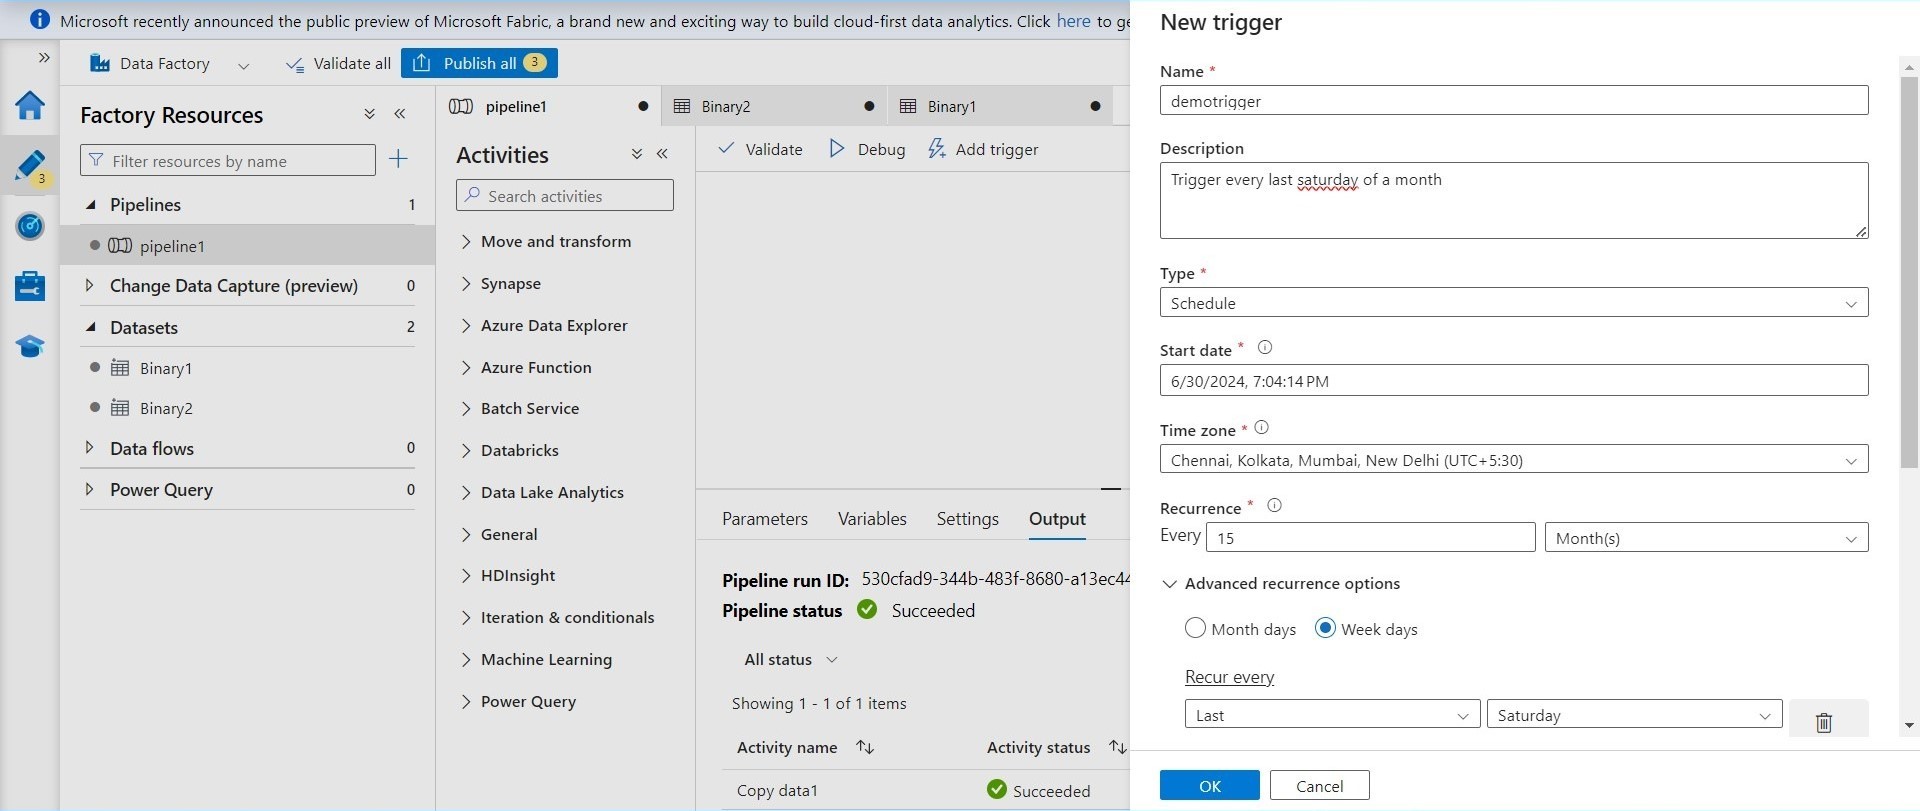 Microsoft recently announced the public preview of Microsoft Fabric, a brand new and exciting way to build cloud-first data analytics. Click here to ge
Data Factory
Validate all
Publish all 3
3
Factory Resources
Filter resources by name
Pipelines 1
pipeline1
Change Data Capture (preview) 0
Datasets 2
Binary1
Binary2
Data flows 0
Power Query 0
pipeline1
Binary2
Binary1
Activities
Search activities
Move and transform
Synapse
Azure Data Explorer
Azure Function
Batch Service
Databricks
Data Lake Analytics
General
HDInsight
Iteration & conditionals
Machine Learning
Power Query
Validate
Debug
Add trigger
Parameters
Variables
Settings
Output
Pipeline run ID: 530cfad9-344b-483f-8680-a13ec44
Pipeline status Succeeded
All status
Showing 1 - 1 of 1 items
Activity name Activity status
Copy data1 Succeeded
New trigger
Name *
demotrigger
Description
Trigger every last saturday of a month
Type *
Schedule
Start date *
6/30/2024, 7:04:14 PM
Time zone *
Chennai, Kolkata, Mumbai, New Delhi (UTC+5:30)
Recurrence *
Every 15 Month(s)
Advanced recurrence options
Month days Week days
Recur every
Last Saturday
OK Cancel